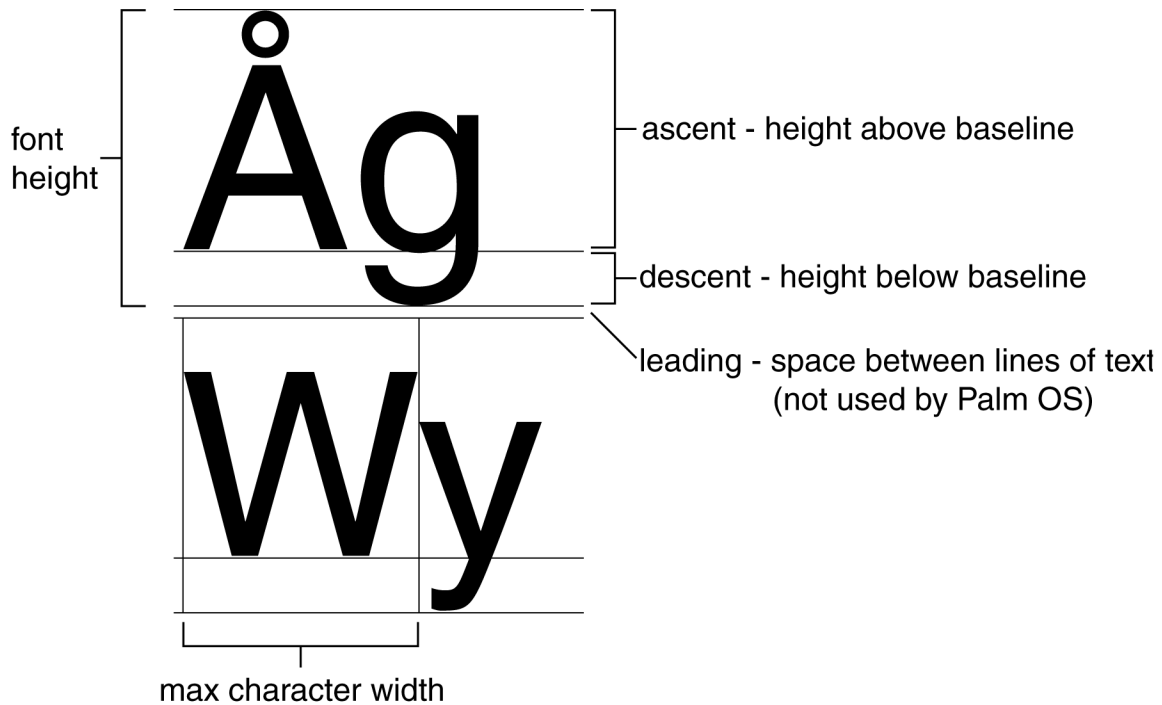 Åg
font
height
ascent - height above baseline
descent - height below baseline
leading - space between lines of text
(not used by Palm OS)
Wy
max character width